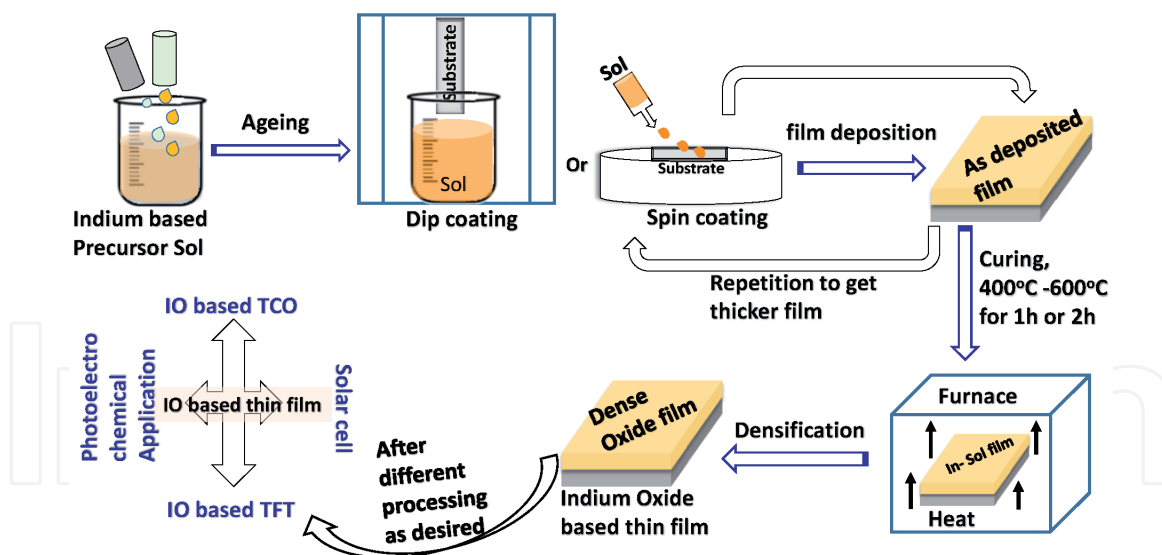 Indium based
Precursor Sol
Ageing
Substrate
Sol
Dip coating
Or
Sol
Substrate
Spin coating
film deposition
As deposited
film
Repetition to get
thicker film
Curing,
400°C -600°C
for 1h or 2h
Furnace
In- Sol film
Heat
Densification
Dense
Oxide film
Indium Oxide
based thin film
After
different
processing
as desired
IO based TCO
Photoelectro
chemical
Application
IO based thin film
Solar cell
IO based TFT